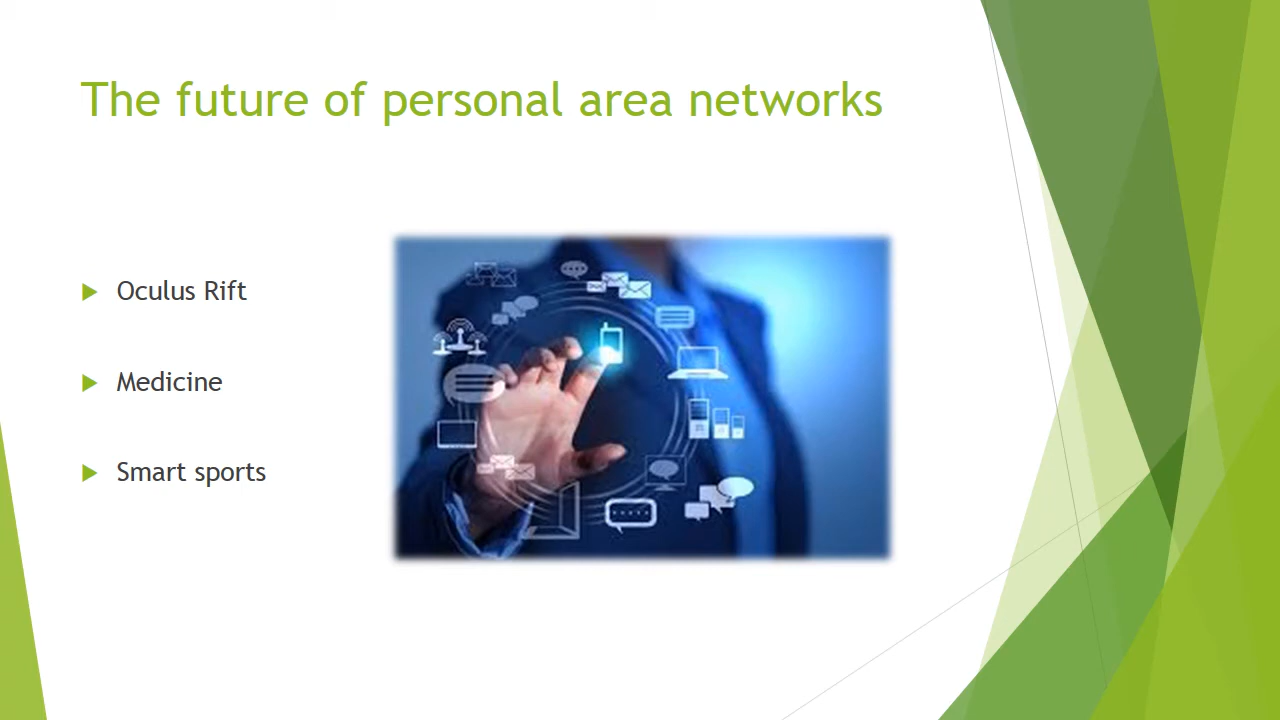 The future of personal area networks
Oculus Rift
Medicine
Smart sports